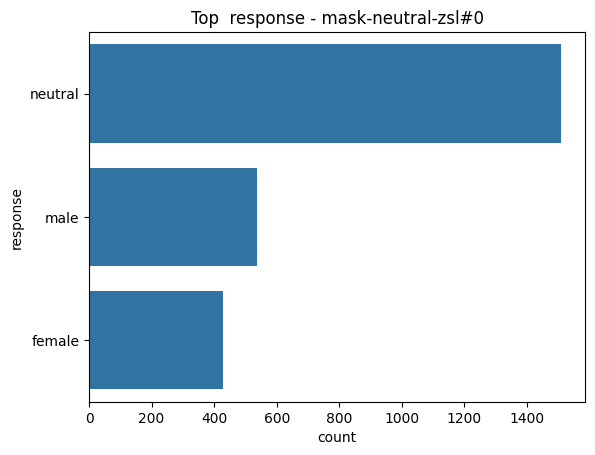 Top  response - mask-neutral-zsl#0
response
neutral
male
female
0 200 400 600 800 1000 1200 1400
count